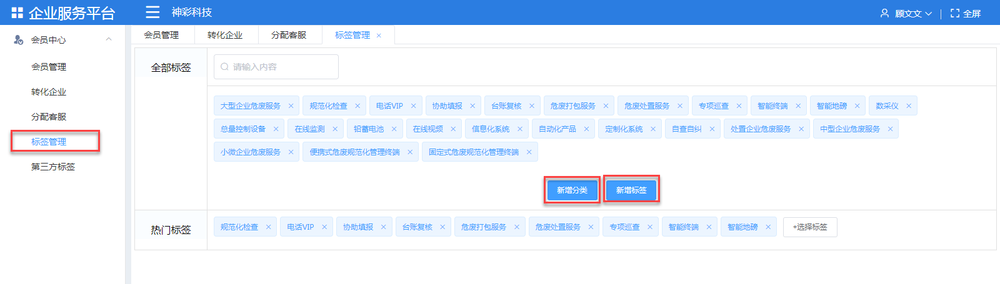 企业服务平台
神彩科技
顾文文
全屏
会员中心
会员管理
转化企业
分配客服
标签管理
第三方标签
会员管理 转化企业 分配客服 标签管理 ×
全部标签
请输入内容
大型企业危废服务 × 规范化检查 × 电话VIP × 协助填报 × 台账复核 × 危废打包服务 × 危废处置服务 × 专项巡查 × 智能终端 × 智能地磅 × 数采仪 ×
总量控制设备 × 在线监测 × 铅蓄电池 × 在线视频 × 信息化系统 × 自动化产品 × 定制化系统 × 自查自纠 × 处置企业危废服务 × 中型企业危废服务 ×
小微企业危废服务 × 便携式危废规范化管理终端 × 固定式危废规范化管理终端 ×
新增分类 新增标签
热门标签
规范化检查 × 电话VIP × 协助填报 × 台账复核 × 危废打包服务 × 危废处置服务 × 专项巡查 × 智能终端 × 智能地磅 × +选择标签